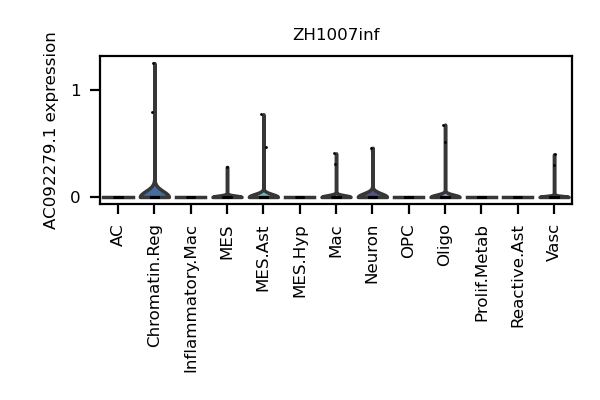 ZH1007inf
AC092279.1 expression
1
0
AC
Chromatin.Reg
Inflammatory.Mac
MES
MES.Ast
MES.Hyp
Mac
Neuron
OPC
Oligo
Prolif.Metab
Reactive.Ast
Vasc